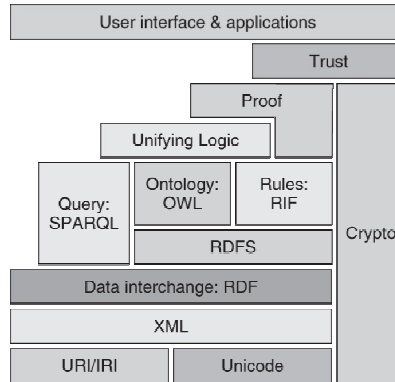 User interface & applications
Trust
Proof
Unifying Logic
Query:
SPARQL
Ontology:
OWL
Rules:
RIF
Crypto
RDFS
Data interchange: RDF
XML
URI/IRI
Unicode